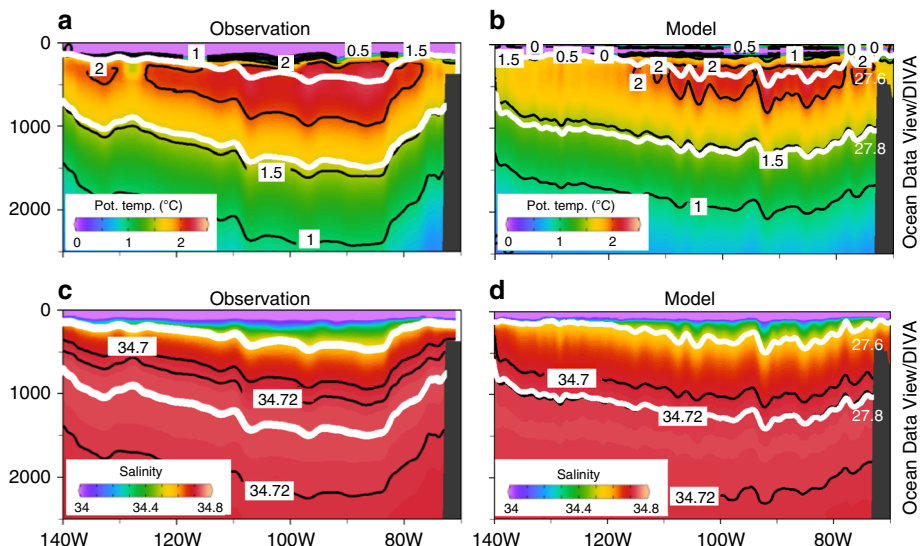 a Observation
0
1000
2000
2
1
2
0.5
1.5
1.5
1
Pot. temp. (°C)
0 1 2
b Model
1.5
0
0.5
0
2
2
0.5
2
1
0
2
0
27.6
27.8
1.5
1
Pot. temp. (°C)
0 1 2
Ocean Data View/DIVA
c Observation
0
1000
2000
34.7
34.72
34.72
Salinity
34 34.4 34.8
140W 120W 100W 80W
d Model
27.6
34.7
34.72
27.8
34.72
Salinity
34 34.4 34.8
140W 120W 100W 80W
Ocean Data View/DIVA